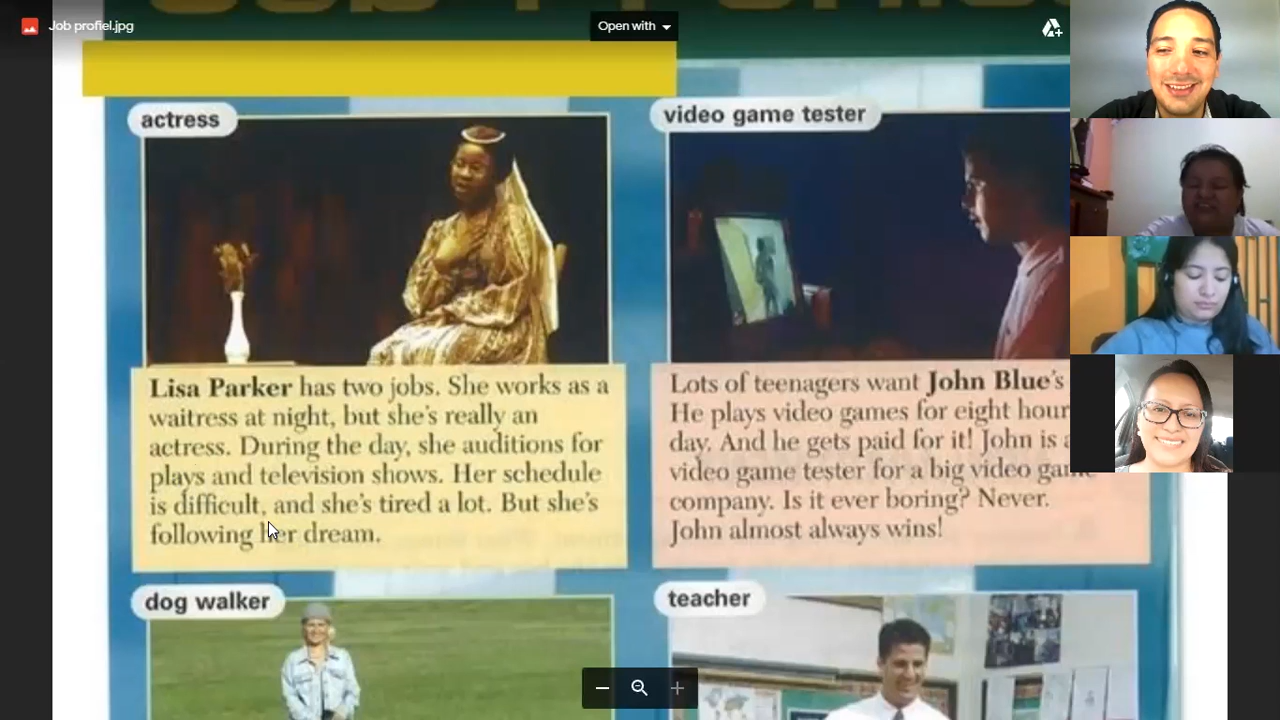 Job profiel.jpg
Open with
actress
Lisa Parker has two jobs. She works as a
waitress at night, but she's really an
actress. During the day, she auditions for
plays and television shows. Her schedule
is difficult, and she's tired a lot. But she's
following her dream.
video game tester
Lots of teenagers want John Blue's
He plays video games for eight hour
day. And he gets paid for it! John is a
video game tester for a big video game
company. Is it ever boring? Never.
John almost always wins!
dog walker
teacher